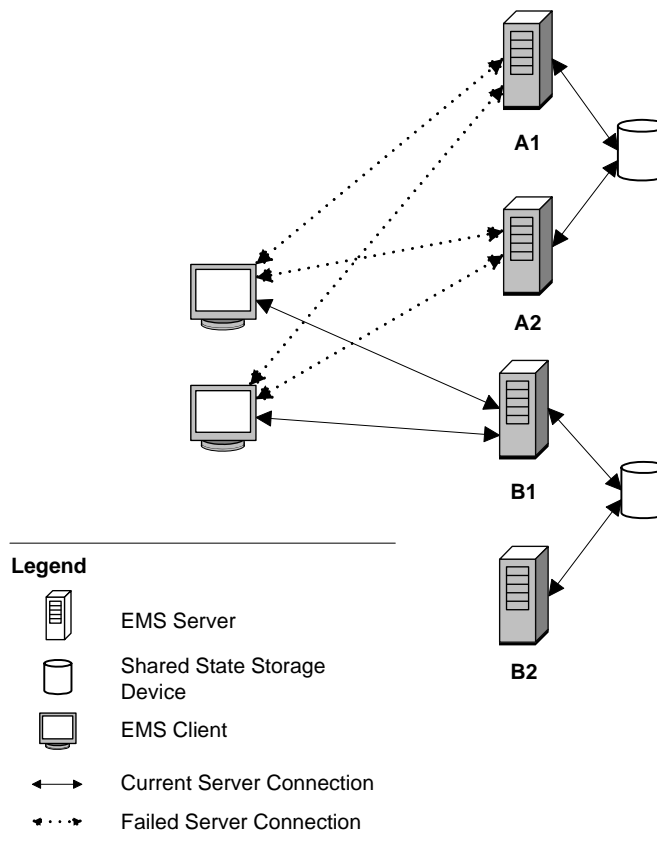 A1
A2
B1
B2
Legend
EMS Server
Shared State Storage
Device
EMS Client
Current Server Connection
Failed Server Connection